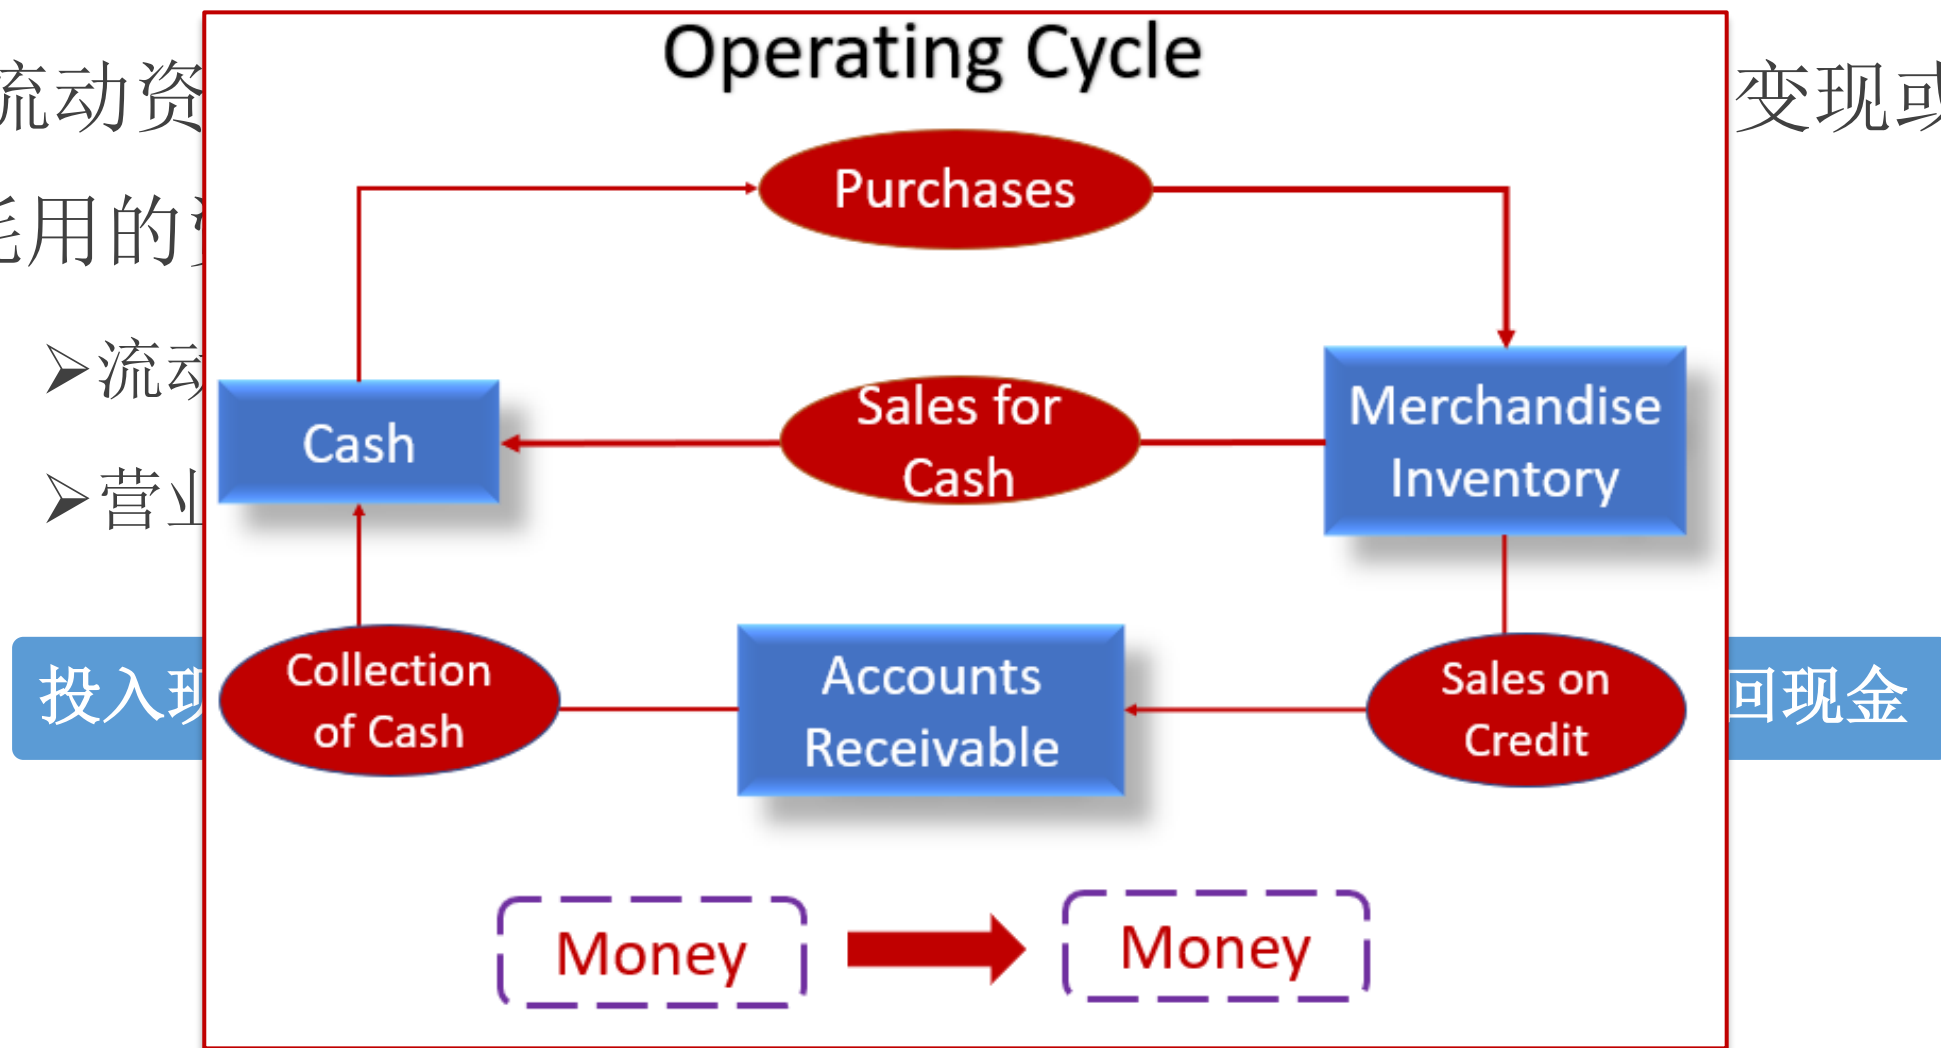 Operating Cycle
流动资
变现或
Purchases
用的
流动
Cash
Sales for
Cash
Merchandise
Inventory
营业
Collection
of Cash
Accounts
Receivable
Sales on
Credit
投入现
回现金
Money
Money